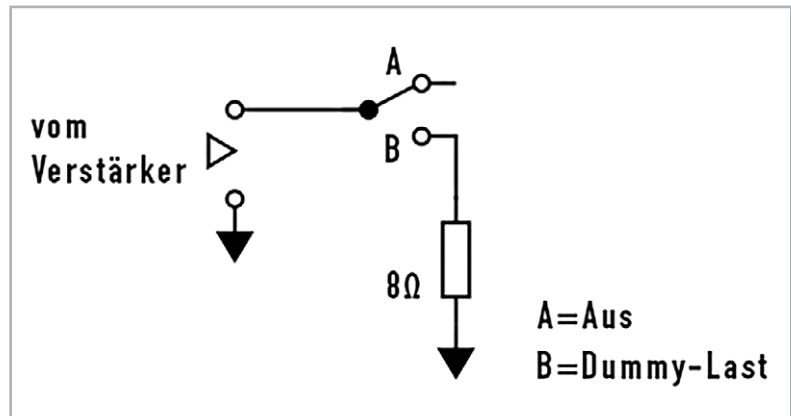 A
vom
Verstärker
B
8Ω
A=Aus
B=Dummy-Last